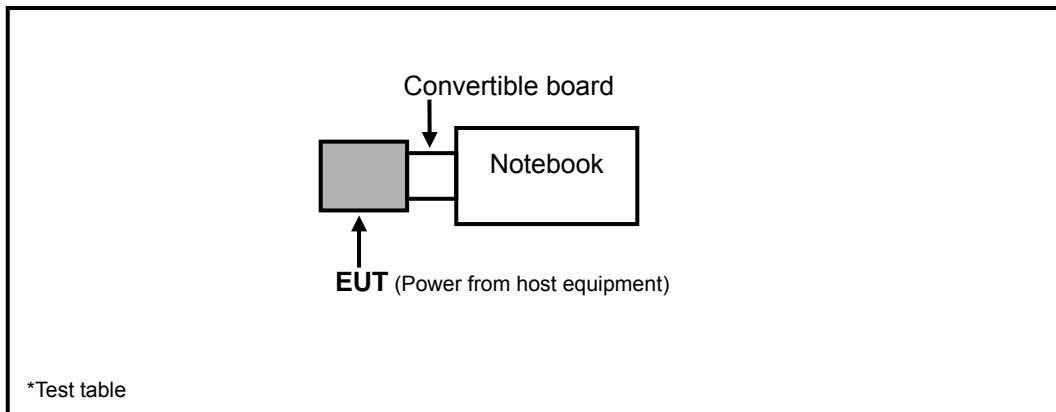 Convertible board
Notebook
EUT (Power from host equipment)
*Test table